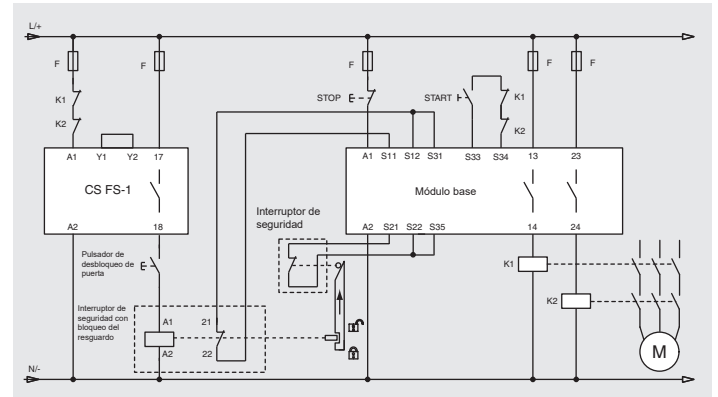 L/+
F
F
F
F
F
K1
K2
STOP
START
K1
K2
A1
Y1
Y2
17
A1
S11
S12
S31
S33
S34
13
23
CS FS-1
Módulo base
A2
18
A2
S21
S22
S35
14
24
Interruptor de
seguridad
Pulsador de
desbloqueo de
puerta
K1
K2
Interruptor de
seguridad con
bloqueo del
resguardo
A1
21
A2
22
M
N/-